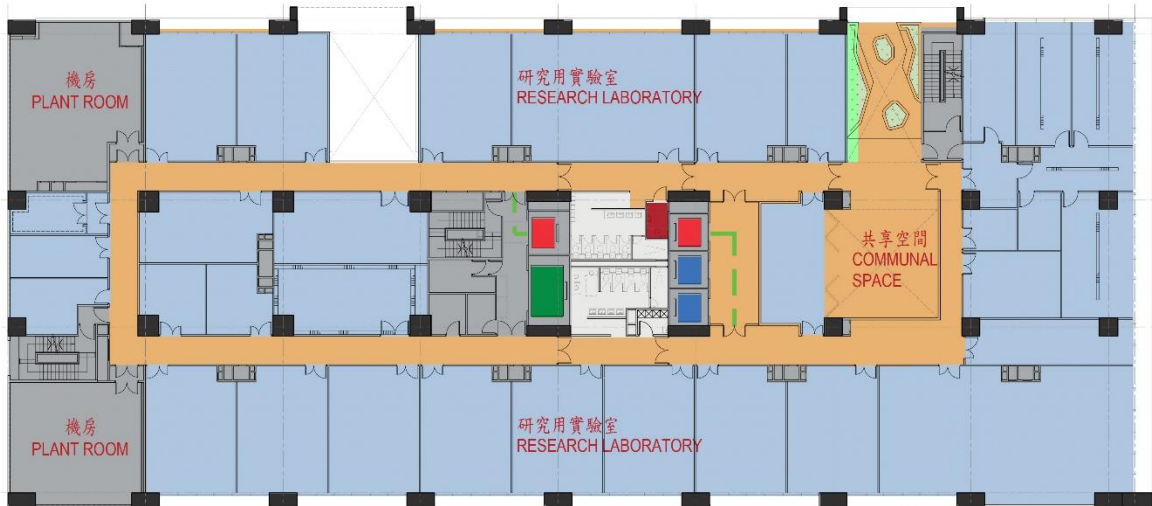 機房
PLANT ROOM
研究用實驗室
RESEARCH LABORATORY
共享空間
COMMUNAL
SPACE
機房
PLANT ROOM
研究用實驗室
RESEARCH LABORATORY